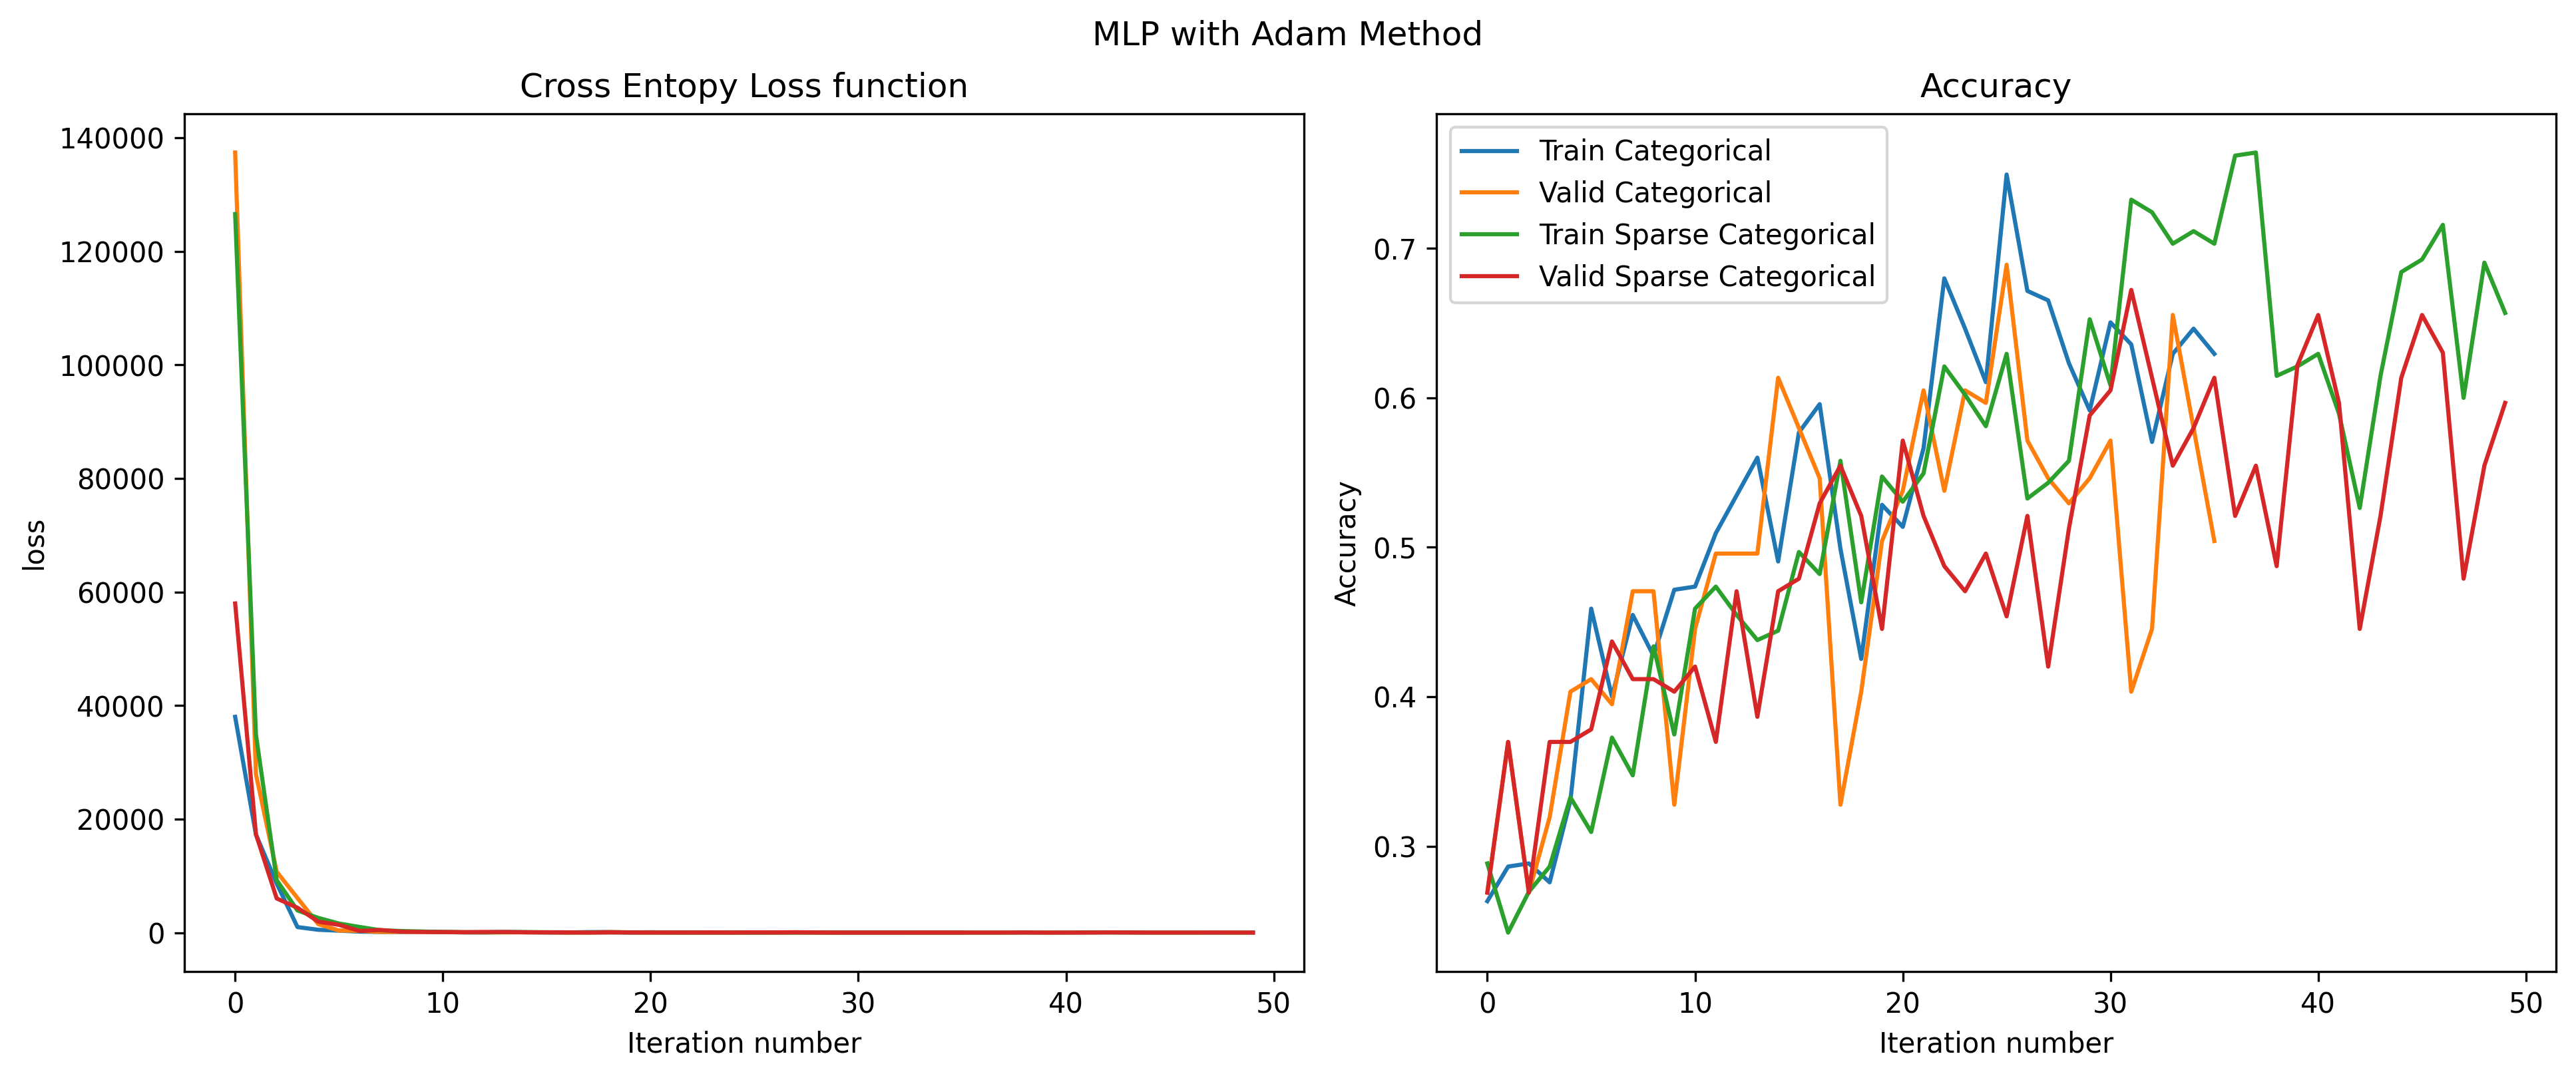 MLP with Adam Method
Cross Entopy Loss function
140000
120000
100000
80000
60000
40000
20000
0
loss
0 10 20 30 40 50
Iteration number
Accuracy
Train Categorical
Valid Categorical
Train Sparse Categorical
Valid Sparse Categorical
0.7
0.6
0.5
0.4
0.3
Accuracy
0 10 20 30 40 50
Iteration number